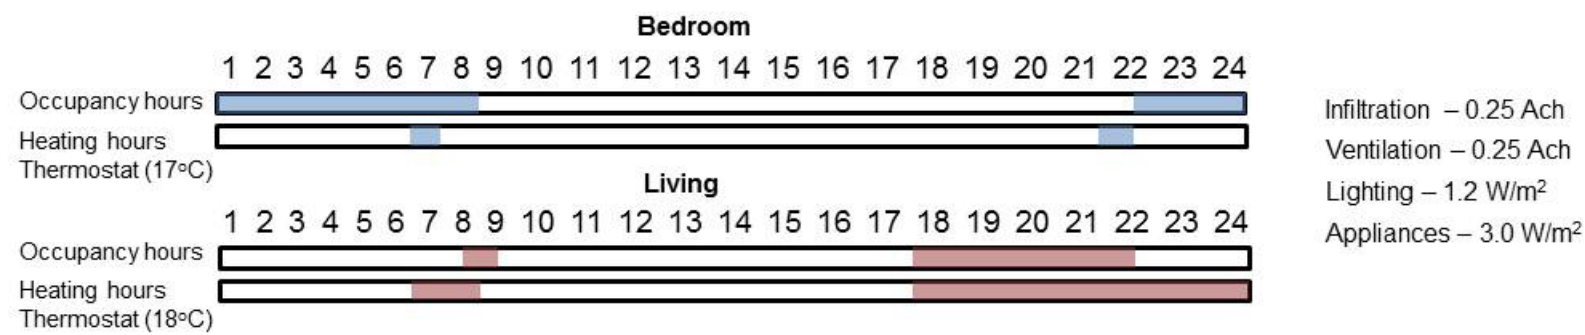 Bedroom
1 2 3 4 5 6 7 8 9 10 11 12 13 14 15 16 17 18 19 20 21 22 23 24
Occupancy hours
Heating hours
Thermostat (17°C)
Living
1 2 3 4 5 6 7 8 9 10 11 12 13 14 15 16 17 18 19 20 21 22 23 24
Occupancy hours
Heating hours
Thermostat (18°C)
Infiltration – 0.25 Ach
Ventilation – 0.25 Ach
Lighting – 1.2 W/m²
Appliances – 3.0 W/m²